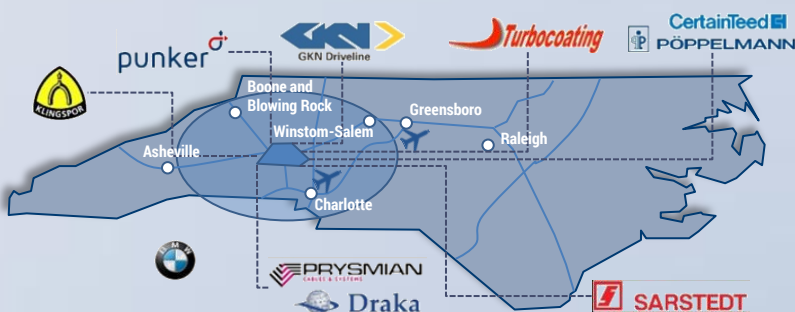 punker
GKN Driveline
Turbocoating
CertainTeed
PÖPPELMANN
KLINGSPOR
Boone and
Blowing Rock
Greensboro
Winstom-Salem
Raleigh
Asheville
Charlotte
BMW
PRYSMIAN
CABLES & SYSTEMS
Draka
SARSTEDT